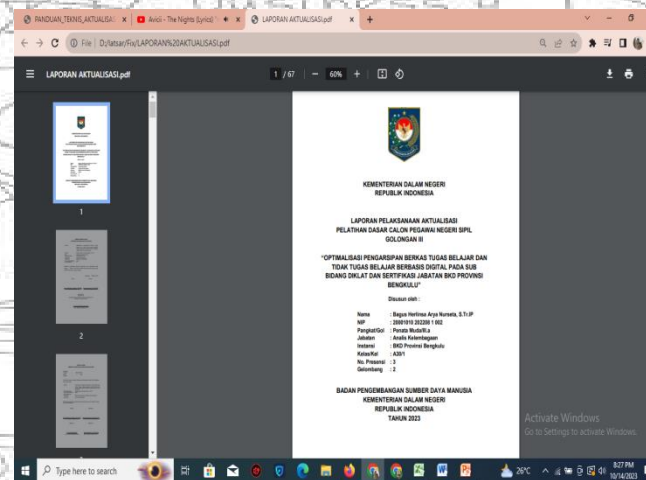 PANDUAN_TEKNIS_AKTUALISA
Avicii - The Nights (Lyrics)
LAPORAN AKTUALISASI.pdf
File
D:/latsar/Fix/LAPORAN%20AKTUALISASI.pdf
LAPORAN AKTUALISASI.pdf
1 / 67
60%
1
2
KEMENTERIAN DALAM NEGERI
REPUBLIK INDONESIA
LAPORAN PELAKSANAAN AKTUALISASI
PELATIHAN DASAR CALON PEGAWAI NEGERI SIPIL
GOLONGAN III
"OPTIMALISASI PENGARSIPAN BERKAS TUGAS BELAJAR DAN
TIDAK TUGAS BELAJAR BERBASIS DIGITAL PADA SUB
BIDANG DIKLAT DAN SERTIFIKASI JABATAN BKD PROVINSI
BENGKULU"
Disusun oleh :
Nama : Bagus Herlinsa Arya Nursata, S.Tr.IP
NIP
Pangkat/Gol : Penata Muda/III.a
Jabatan : Analis Kelembagaan
Instansi : BKD Provinsi Bengkulu
Kelas/Kel
No. Presensi : 3
Gelombang : 2
BADAN PENGEMBANGAN SUMBER DAYA MANUSIA
KEMENTERIAN DALAM NEGERI
REPUBLIK INDONESIA
TAHUN 2023
Activate Windows
Go to Settings to activate Windows.
Type here to search
26°C
8:27 PM
10/14/2023